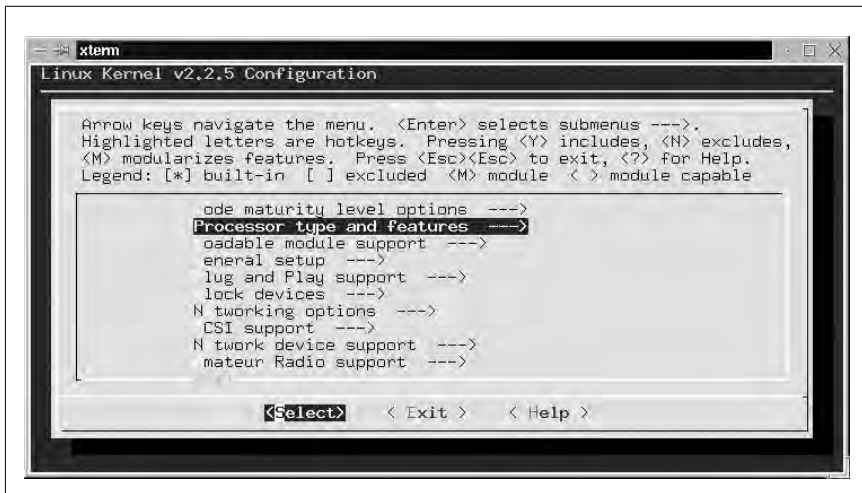 xterm
Linux Kernel v2.2.5 Configuration
Arrow keys navigate the menu. <Enter> selects submenus --->.
Highlighted letters are hotkeys. Pressing <Y> includes, <N> excludes,
<M> modularizes features. Press <Esc><Esc> to exit, <?> for Help.
Legend: [*] built-in [ ] excluded <M> module < > module capable
ode maturity level options --->
Processor type and features --->
oadable module support --->
eneral setup --->
lug and Play support --->
lock devices --->
N tworking options --->
CSI support --->
N twork device support --->
mateur Radio support --->
<Select> < Exit > < Help >